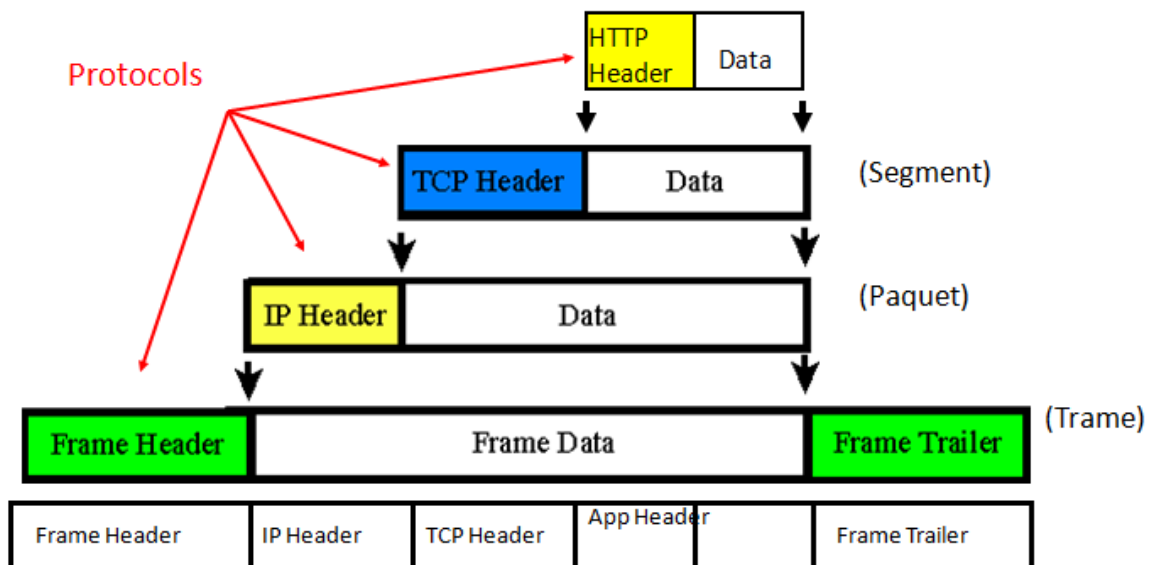 HTTP
Header
Data
Protocols
TCP Header
Data
(Segment)
IP Header
Data
(Paquet)
Frame Header
Frame Data
Frame Trailer
(Trame)
Frame Header
IP Header
TCP Header
App Header
Frame Trailer